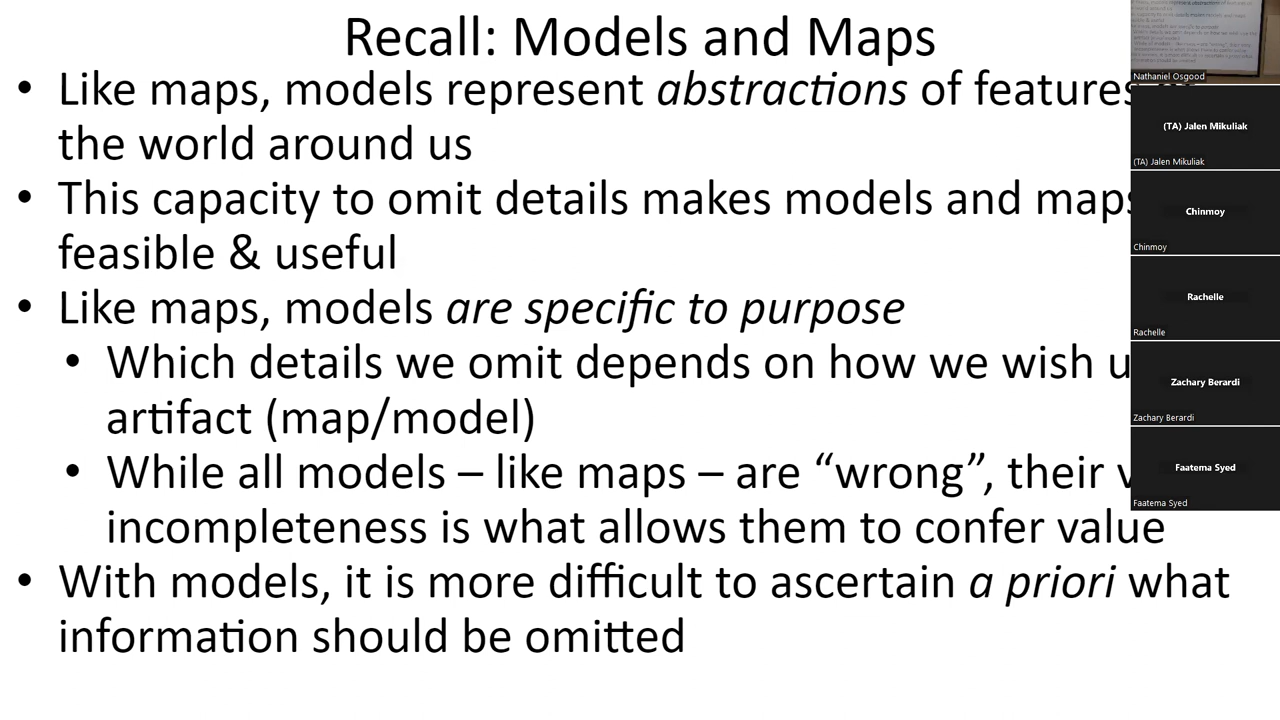 Recall: Models and Maps
• Like maps, models represent abstractions of features
the world around us
• This capacity to omit details makes models and maps
feasible & useful
• Like maps, models are specific to purpose
• Which details we omit depends on how we wish
artifact (map/model)
• While all models – like maps – are “wrong”, their
incompleteness is what allows them to confer value
• With models, it is more difficult to ascertain a priori what
information should be omitted
Nathaniel Osgood
(TA) Jalen Mikuliak
(TA) Jalen Mikuliak
Chinmoy
Chinmoy
Rachelle
Rachelle
Zachary Berardi
Zachary Berardi
Faatema Syed
Faatema Syed